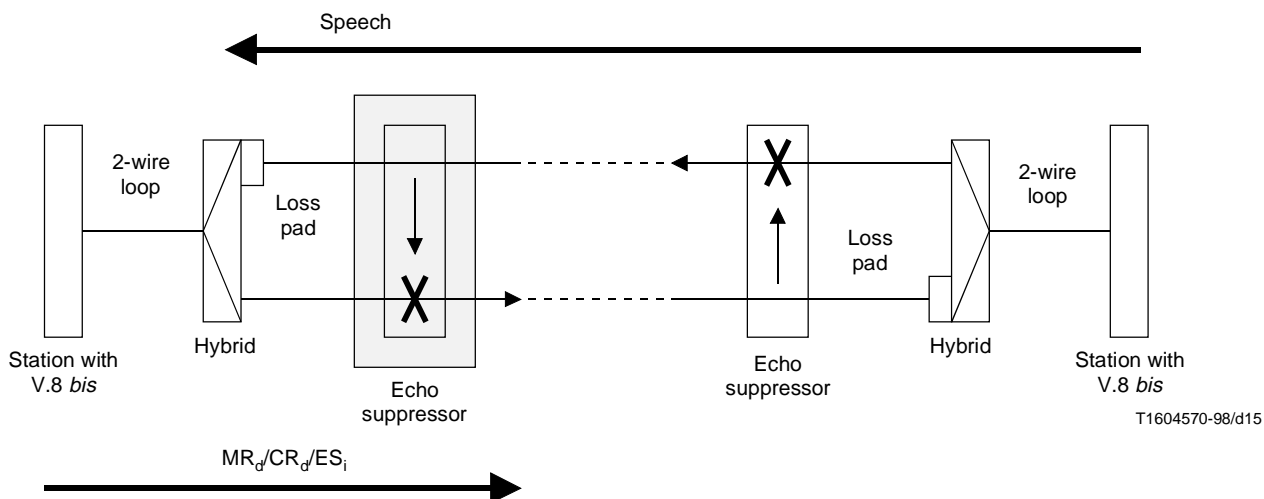 Speech
2-wire
loop
Loss
pad
Hybrid
Station with
V.8 bis
Echo
suppressor
Echo
suppressor
Loss
pad
Hybrid
2-wire
loop
Station with
V.8 bis
T1604570-98/d15
MRd/CRd/ESi